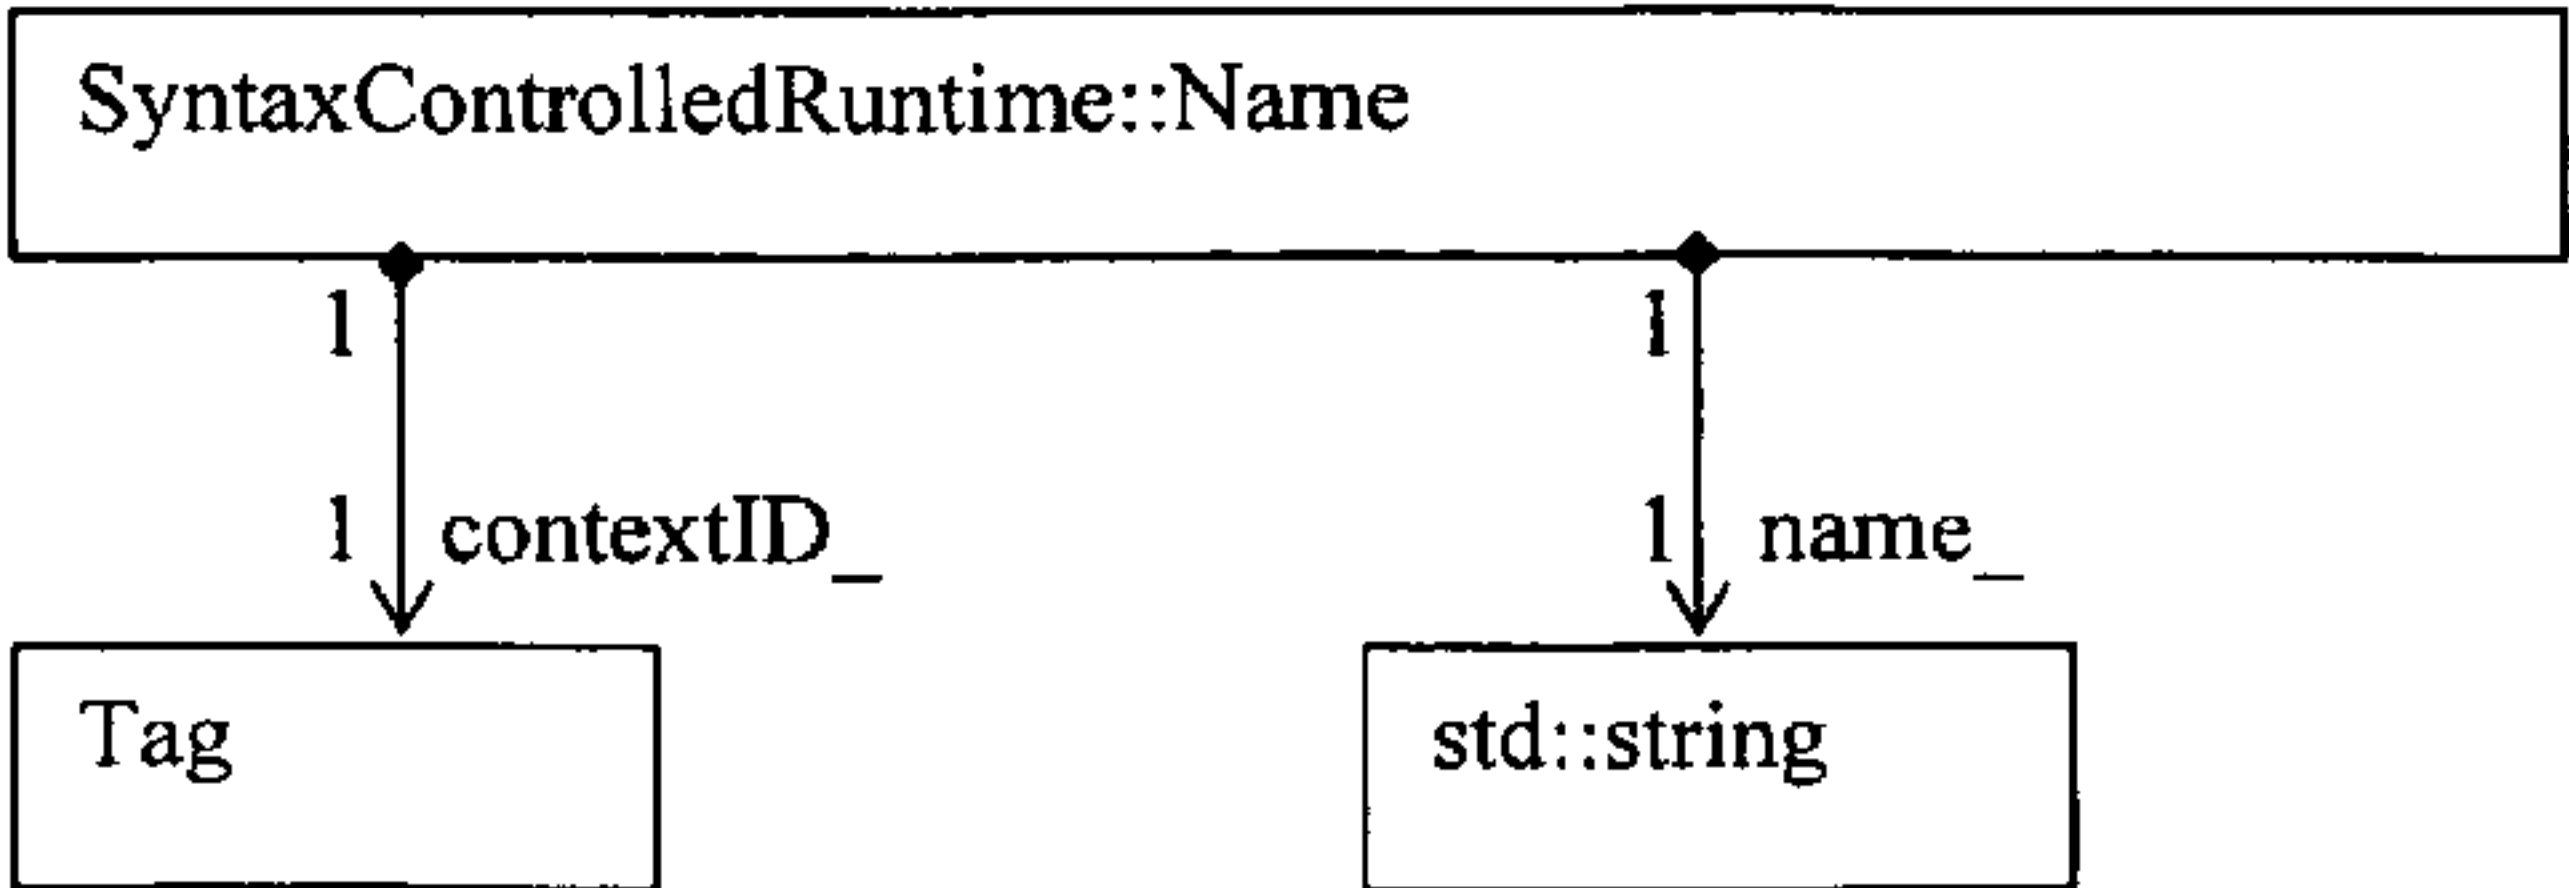 SyntaxControlledRuntime::Name
1 1
1 contextID_ 1 name_
Tag std::string